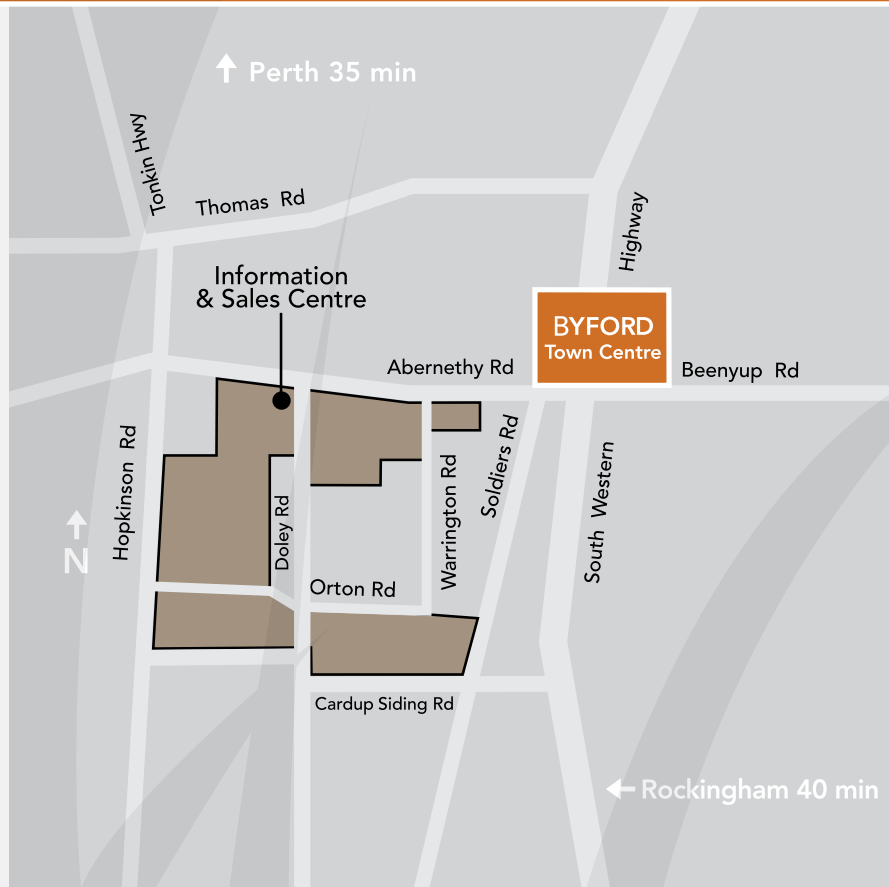 Perth 35 min
Tonkin Hwy
Thomas Rd
Highway
Information
& Sales Centre
BYFORD
Town Centre
Abernethy Rd
Beenyup Rd
Hopkinson Rd
Soldiers Rd
South Western
Warrington Rd
Doley Rd
N
Orton Rd
Cardup Siding Rd
Rockingham 40 min